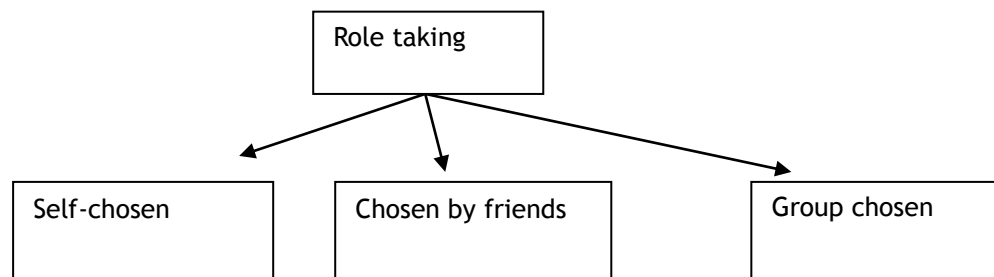 Role taking
Self-chosen
Chosen by friends
Group chosen